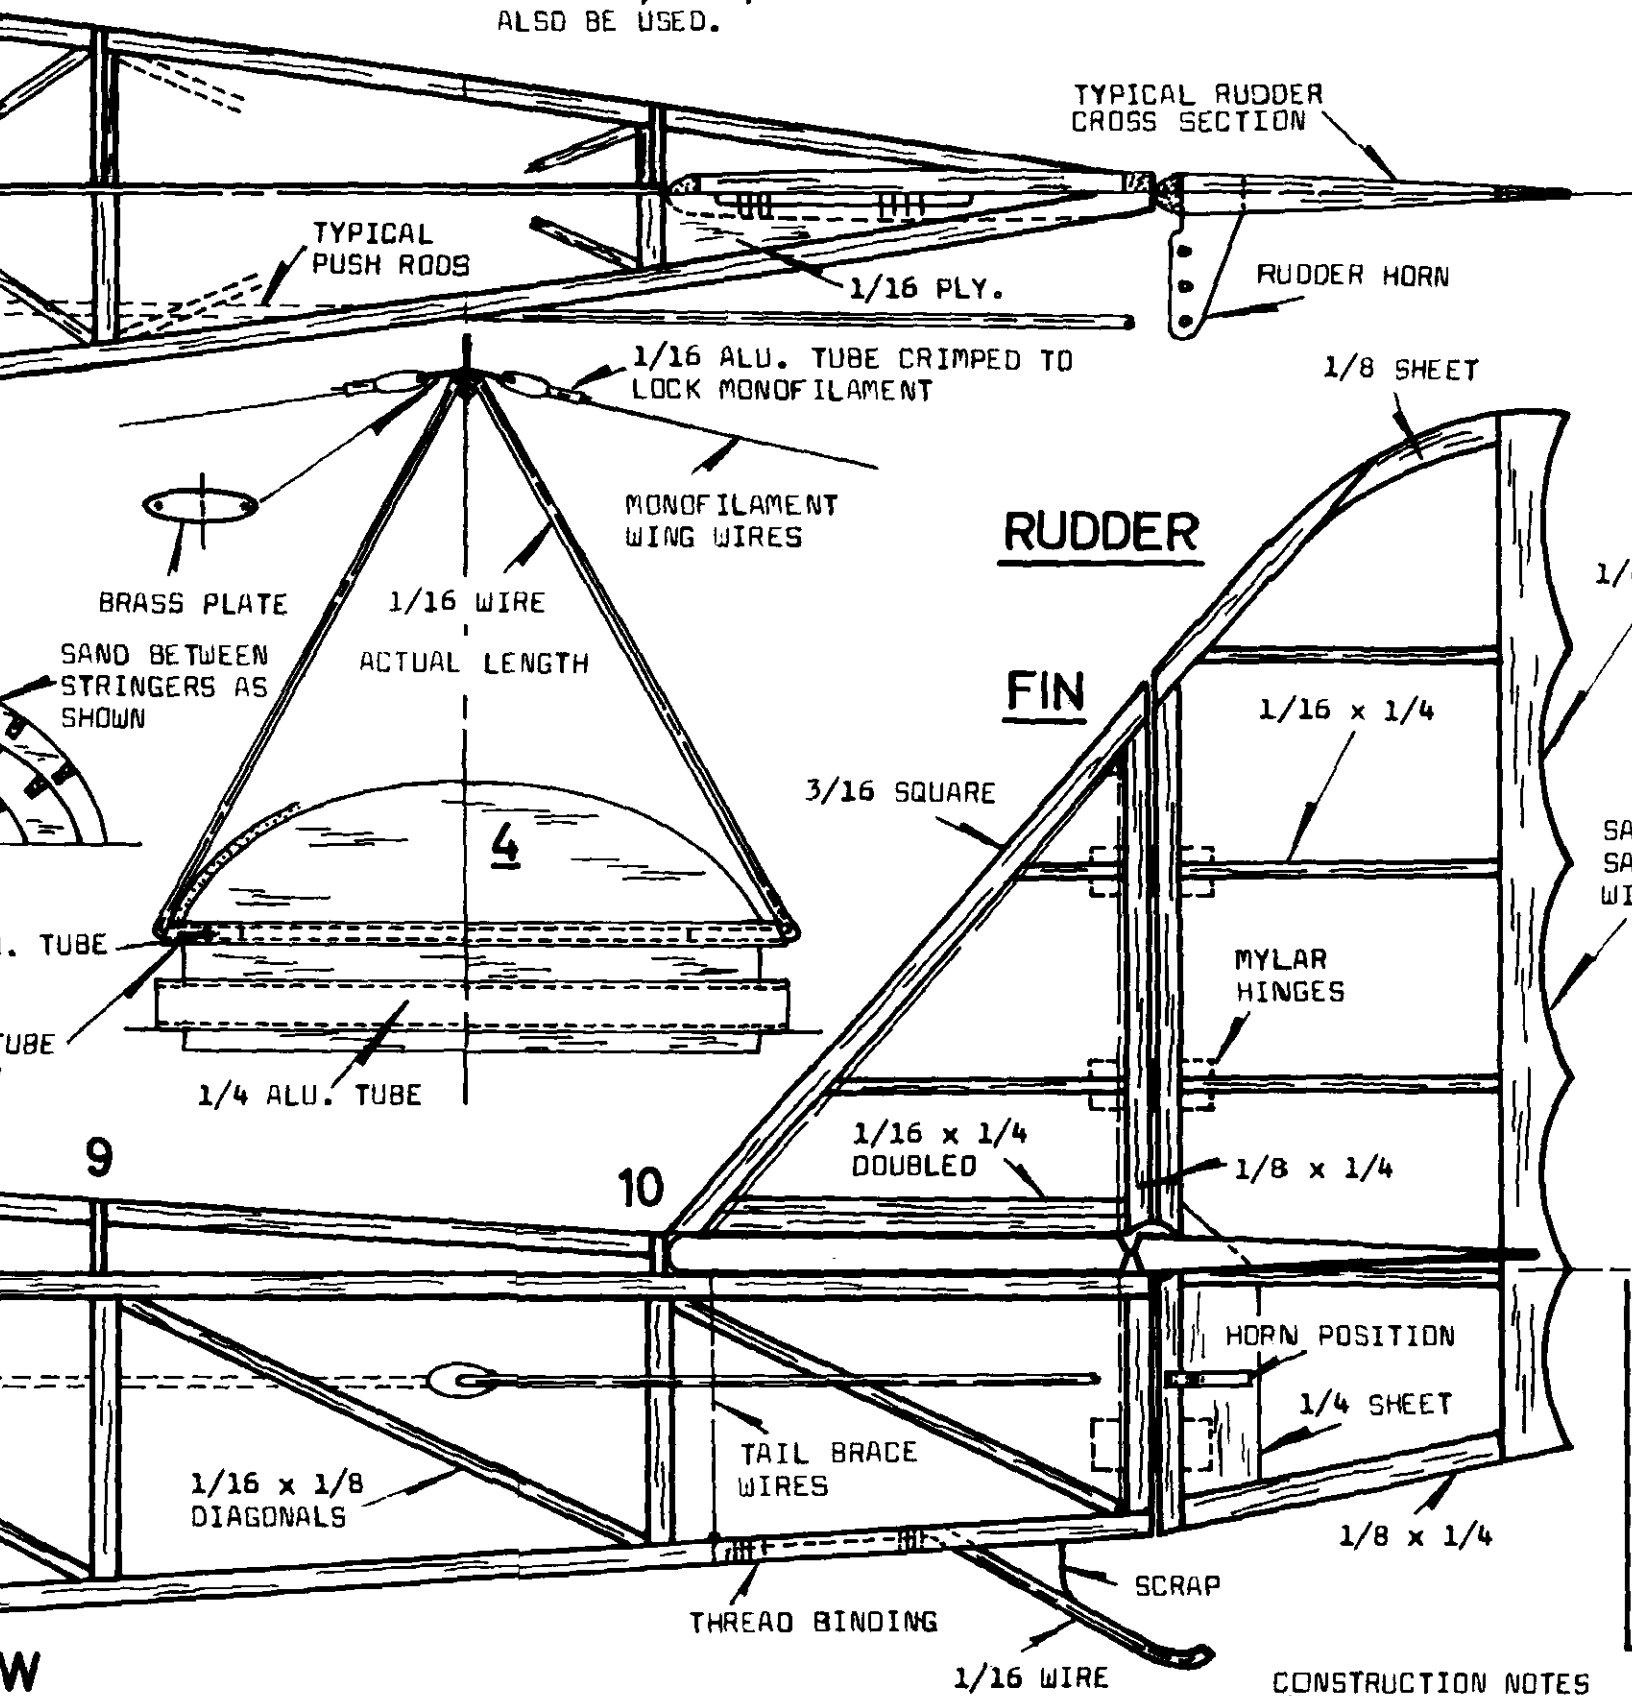 ALSO BE USED.
TYPICAL RUDDER
CROSS SECTION
TYPICAL
PUSH RODS
1/16 PLY.
RUDDER HORN
1/16 ALU. TUBE CRIMPED TO
LOCK MONOFILAMENT
1/8 SHEET
MONOFILAMENT
WING WIRES
RUDDER
BRASS PLATE
1/16 WIRE
ACTUAL LENGTH
SAND BETWEEN
STRINGERS AS
SHOWN
FIN
1/16 x 1/4
3/16 SQUARE
4
TUBE
MYLAR
HINGES
TUBE
1/4 ALU. TUBE
1/16 x 1/4
DOUBLED
1/8 x 1/4
9
10
HORN POSITION
1/4 SHEET
TAIL BRACE
WIRES
1/16 x 1/8
DIAGONALS
1/8 x 1/4
SCRAP
THREAD BINDING
1/16 WIRE
W
CONSTRUCTION NOTES